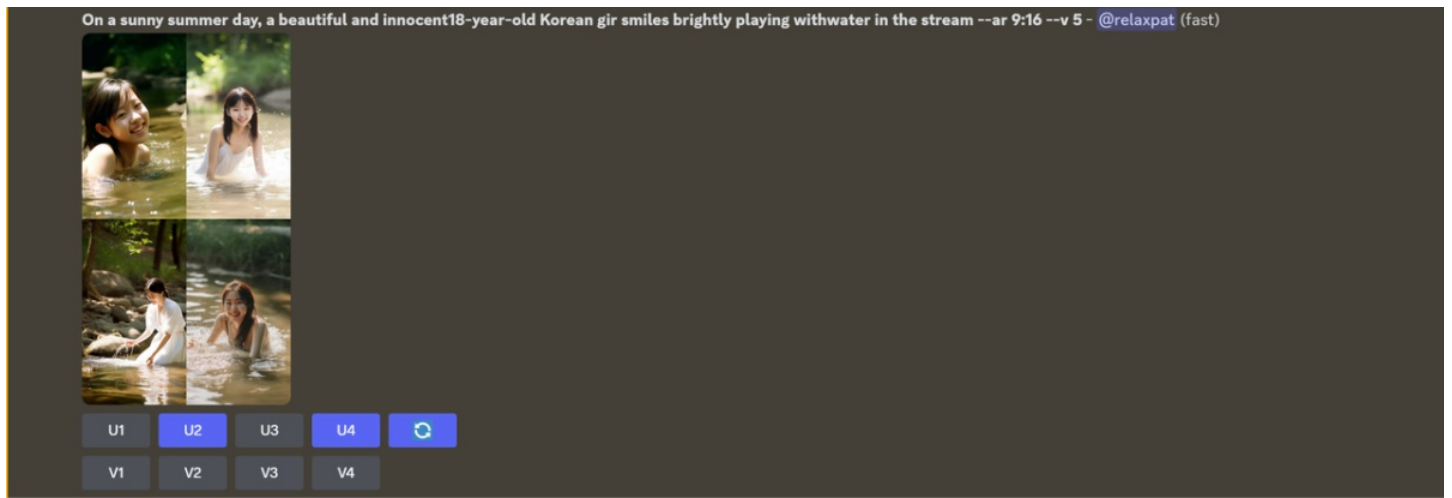 On a sunny summer day, a beautiful and innocent18-year-old Korean gir smiles brightly playing withwater in the stream --ar 9:16 --v 5 - @relaxpat (fast)
U1 U2 U3 U4
V1 V2 V3 V4